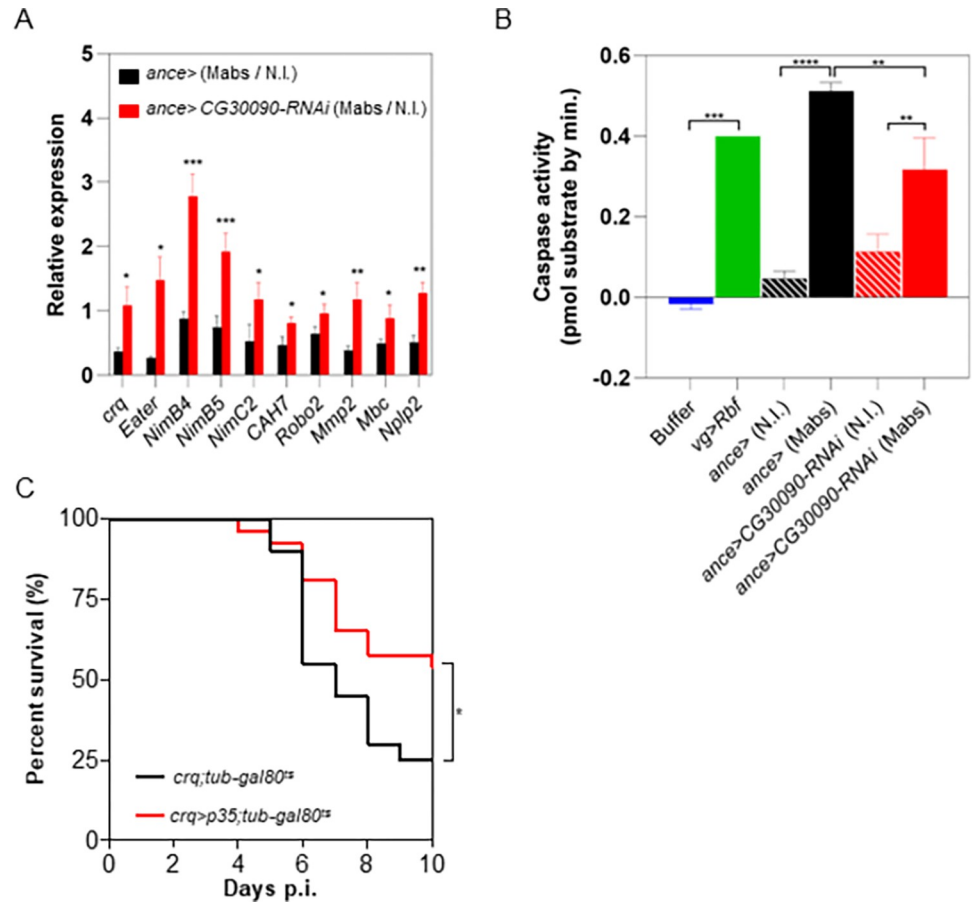 A
5
4
3
2
1
0
Relative expression
ance> (Mabs / N.I.)
ance> CG30090-RNAi (Mabs / N.I.)
*
*
***
***
*
*
*
**
*
**
crq
Eater
NimB4
NimB5
NimC2
CAH7
Robo2
Mmp2
Mbc
Nplp2
B
0.6
0.4
0.2
0.0
-0.2
Caspase activity
(pmol substrate by min.)
***
****
**
**
Buffer
vg>Rbf
ance> (N.I.)
ance> (Mabs)
ance>CG30090-RNAi (N.I.)
ance>CG30090-RNAi (Mabs)
C
100
75
50
25
0
Percent survival (%)
crq;tub-gal80ts
crq>p35;tub-gal80ts
*
0 2 4 6 8 10
Days p.i.